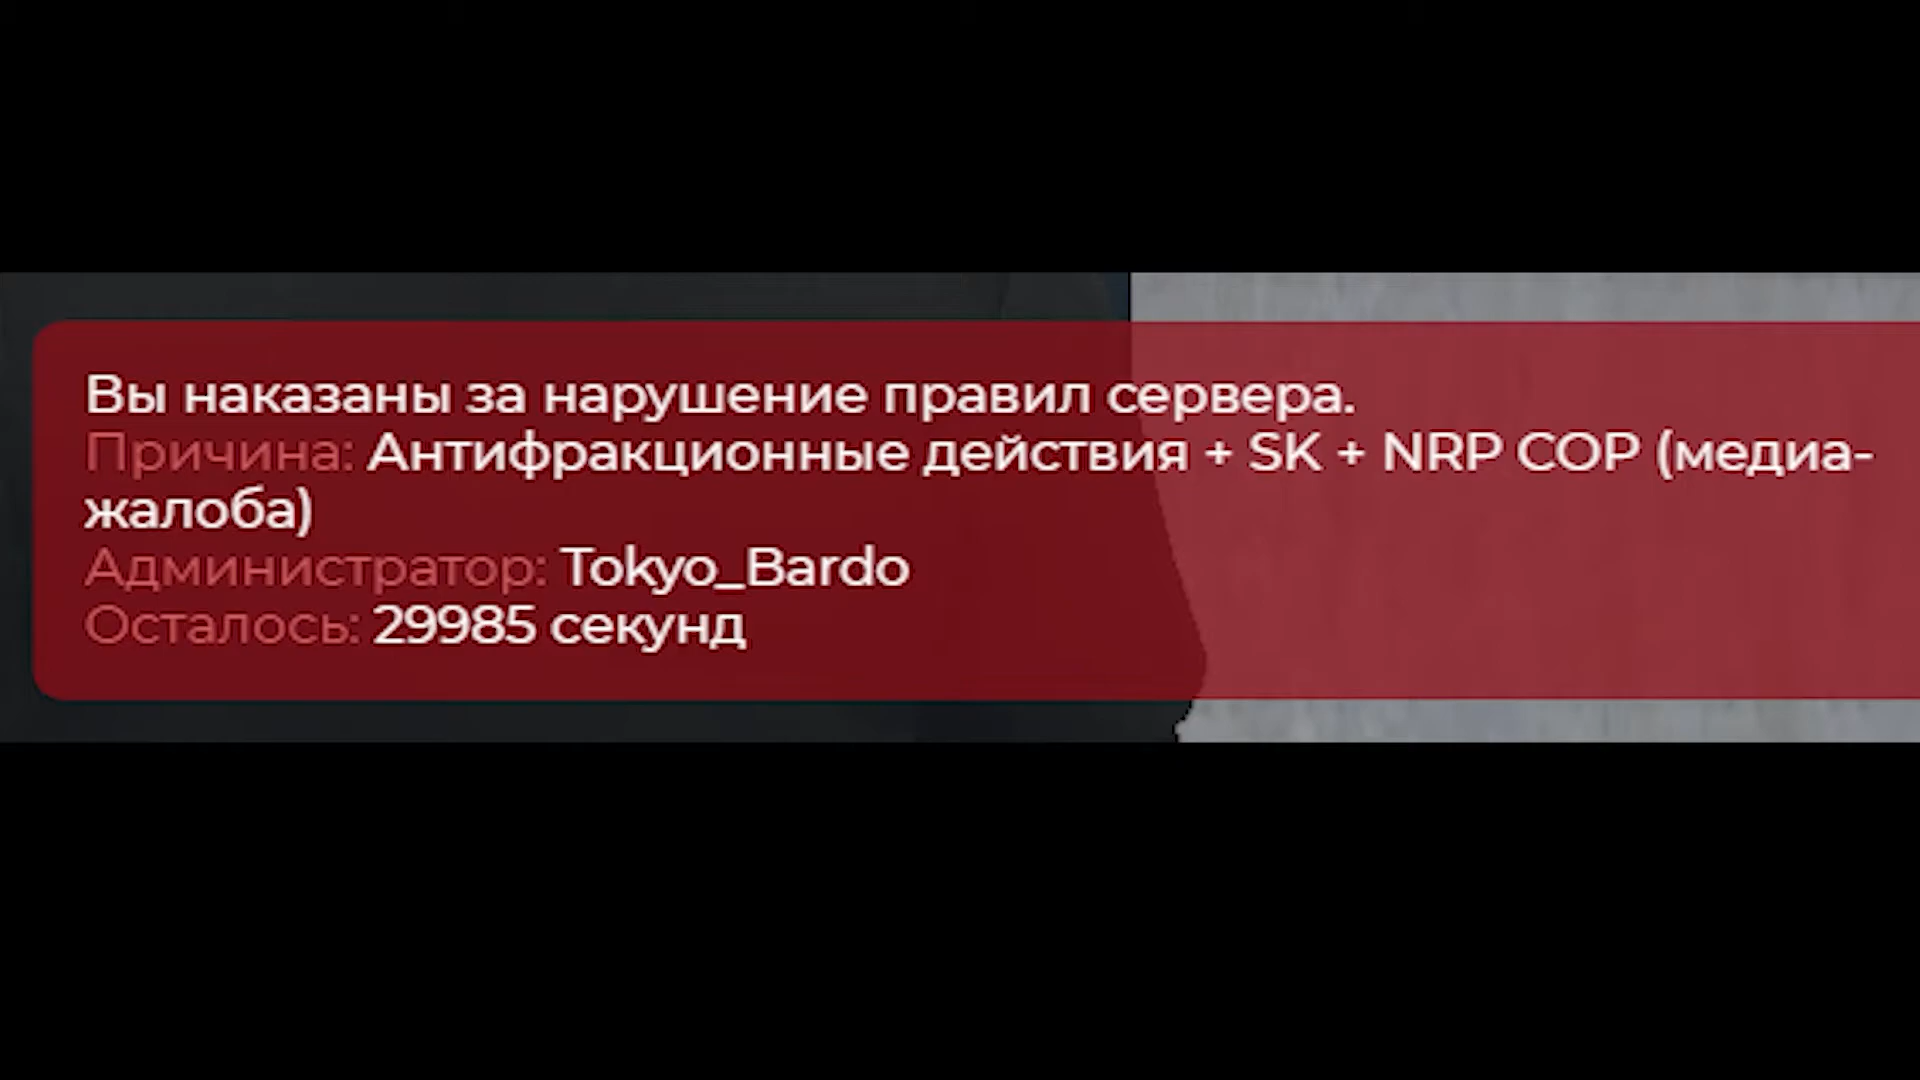 Вы наказаны за нарушение правил сервера.
Причина: Антифракционные действия + SK + NRP COP (медиа-
жалоба)
Администратор: Tokyo_Bardo
Осталось: 29985 секунд